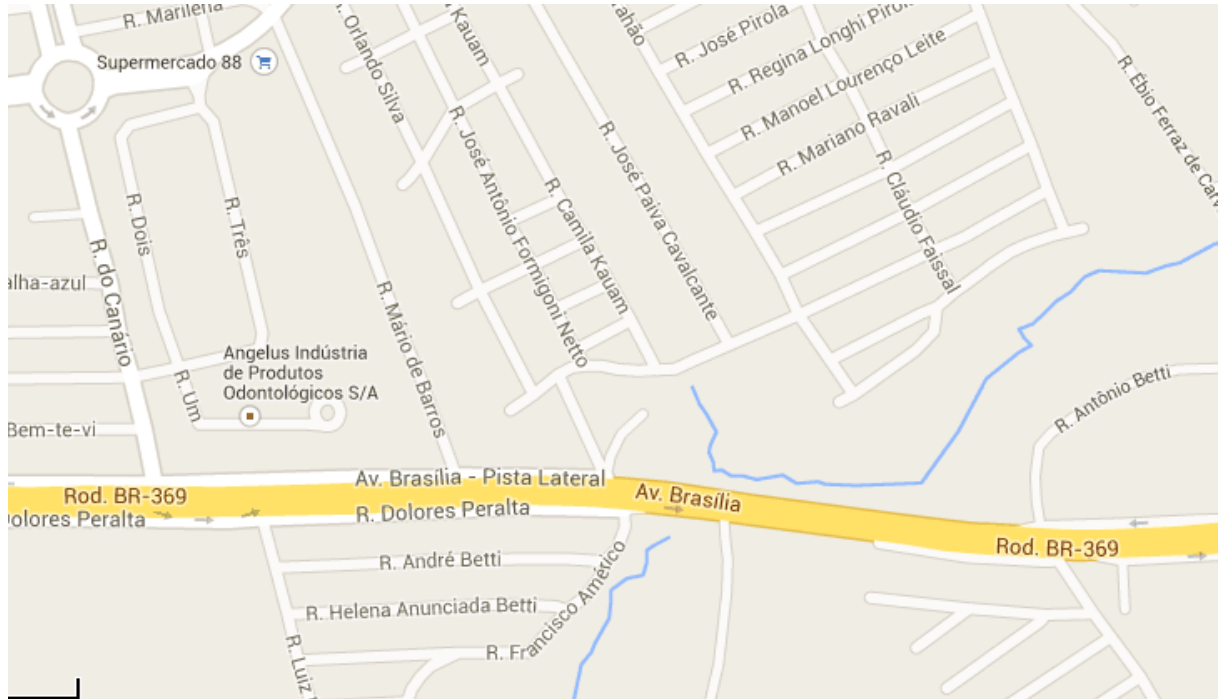 R. Marilena
Supermercado 88
R. Orlando Silva
Kauam
R. José Pirola
R. Regina Longhi Pirola
R. Manoel Lourenço Leite
R. Mariano Ravali
R. Ébio Ferraz de Carv
R. José Antônio Formigoni Netto
R. José Paiva Cavalcante
R. Cláudio Faissal
R. Camila Kauam
R. Dois
R. Três
R. do Canário
alha-azul
R. Mário de Barros
Angelus Indústria
de Produtos
Odontológicos S/A
R. Um
Bem-te-vi
R. Antônio Betti
Av. Brasília - Pista Lateral
Rod. BR-369
Av. Brasília
Dolores Peralta
R. Dolores Peralta
Rod. BR-369
R. André Betti
R. Helena Anunciada Betti
R. Francisco Américo
R. Luiz